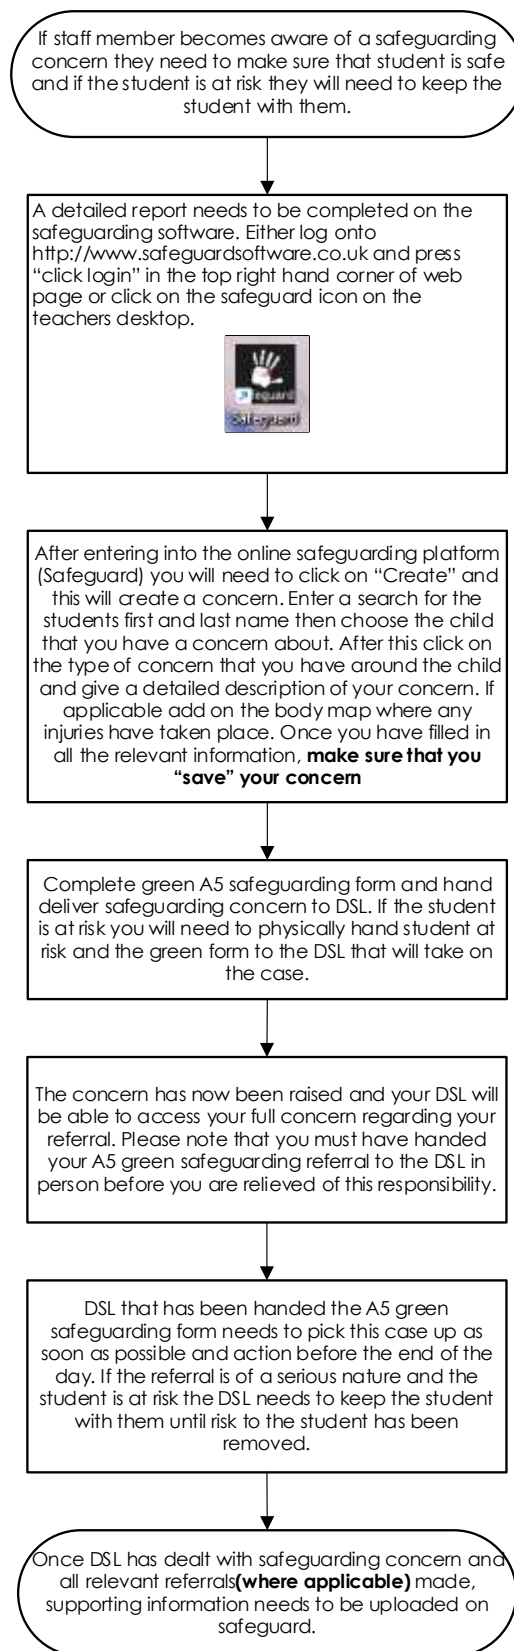 If staff member becomes aware of a safeguarding
concern they need to make sure that student is safe
and if the student is at risk they will need to keep the
student with them.
A detailed report needs to be completed on the
safeguarding software. Either log onto
http://www.safeguardsoftware.co.uk and press
“click login” in the top right hand corner of web
page or click on the safeguard icon on the
teachers desktop.
eguard
Safeguard
After entering into the online safeguarding platform
(Safeguard) you will need to click on “Create” and
this will create a concern. Enter a search for the
students first and last name then choose the child
that you have a concern about. After this click on
the type of concern that you have around the child
and give a detailed description of your concern. If
applicable add on the body map where any
injuries have taken place. Once you have filled in
all the relevant information, make sure that you
“save” your concern
Complete green A5 safeguarding form and hand
deliver safeguarding concern to DSL. If the student
is at risk you will need to physically hand student at
risk and the green form to the DSL that will take on
the case.
The concern has now been raised and your DSL will
be able to access your full concern regarding your
referral. Please note that you must have handed
your A5 green safeguarding referral to the DSL in
person before you are relieved of this responsibility.
DSL that has been handed the A5 green
safeguarding form needs to pick this case up as
soon as possible and action before the end of the
day. If the referral is of a serious nature and the
student is at risk the DSL needs to keep the student
with them until risk to the student has been
removed.
Once DSL has dealt with safeguarding concern and
all relevant referrals(where applicable) made,
supporting information needs to be uploaded on
safeguard.